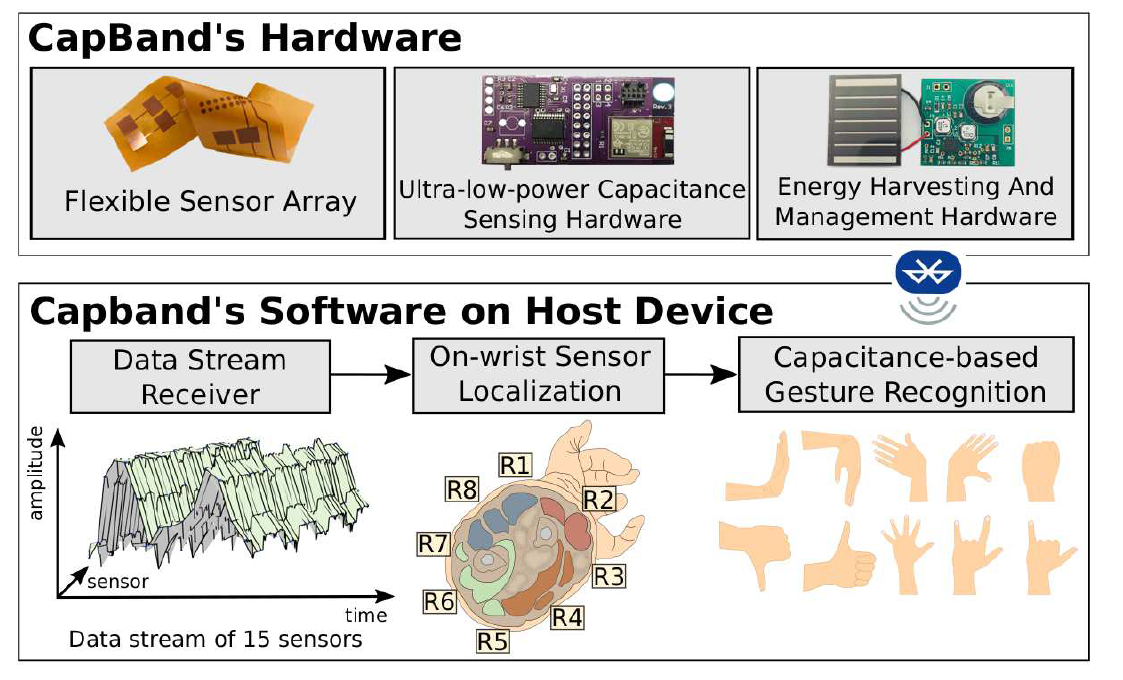 CapBand's Hardware
Flexible Sensor Array
Ultra-low-power Capacitance
Sensing Hardware
Energy Harvesting And
Management Hardware
Rev.3
Capband's Software on Host Device
Data Stream
Receiver
On-wrist Sensor
Localization
Capacitance-based
Gesture Recognition
amplitude
sensor
time
Data stream of 15 sensors
R1
R8
R2
R7
R3
R6
R4
R5